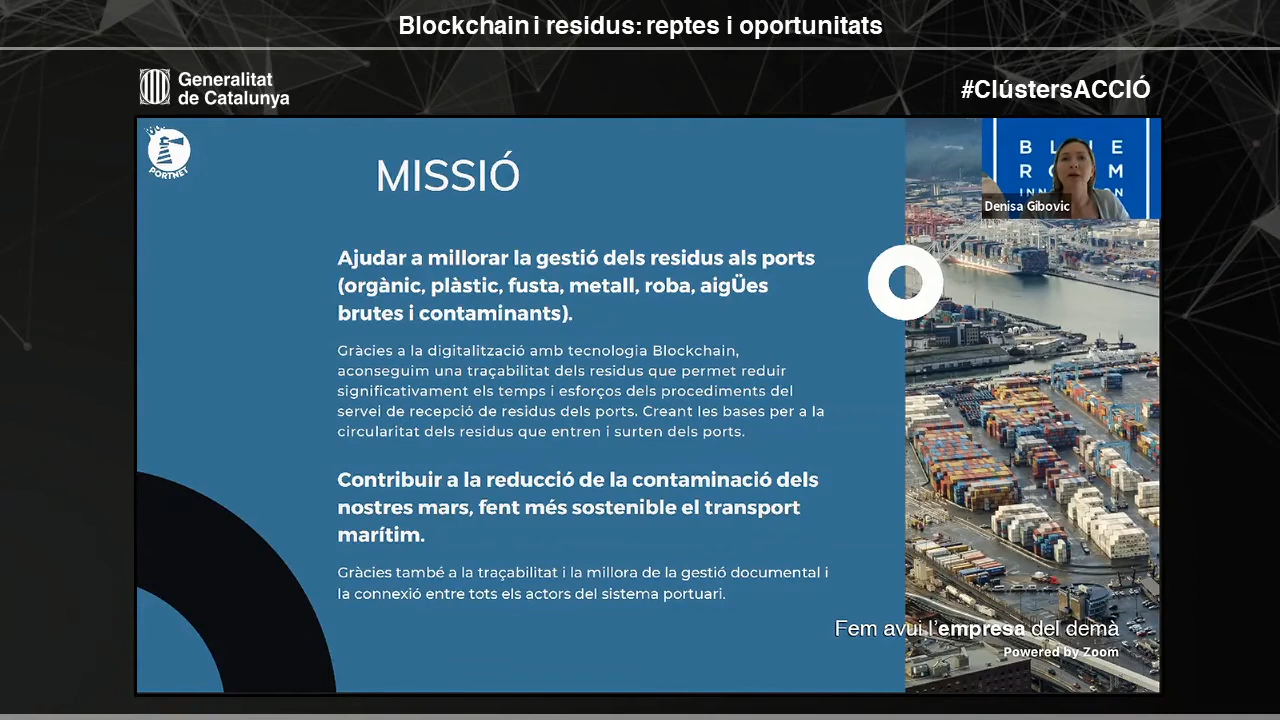 Blockchain i residus: reptes i oportunitats
Generalitat
de Catalunya
#ClústersACCIÓ
PORTNET
MISSIÓ
BLUE
ROOM
INNOVATION
Denisa Gibovic
Ajudar a millorar la gestió dels residus als ports
(orgànic, plàstic, fusta, metall, roba, aigÜes
brutes i contaminants).
Gràcies a la digitalització amb tecnologia Blockchain,
aconseguim una traçabilitat dels residus que permet reduir
significativament els temps i esforços dels procediments del
servei de recepció de residus dels ports. Creant les bases per a la
circularitat dels residus que entren i surten dels ports.
Contribuir a la reducció de la contaminació dels
nostres mars, fent més sostenible el transport
marítim.
Gràcies també a la traçabilitat i la millora de la gestió documental i
la connexió entre tots els actors del sistema portuari.
Fem avui l'empresa del demà
Powered by Zoom